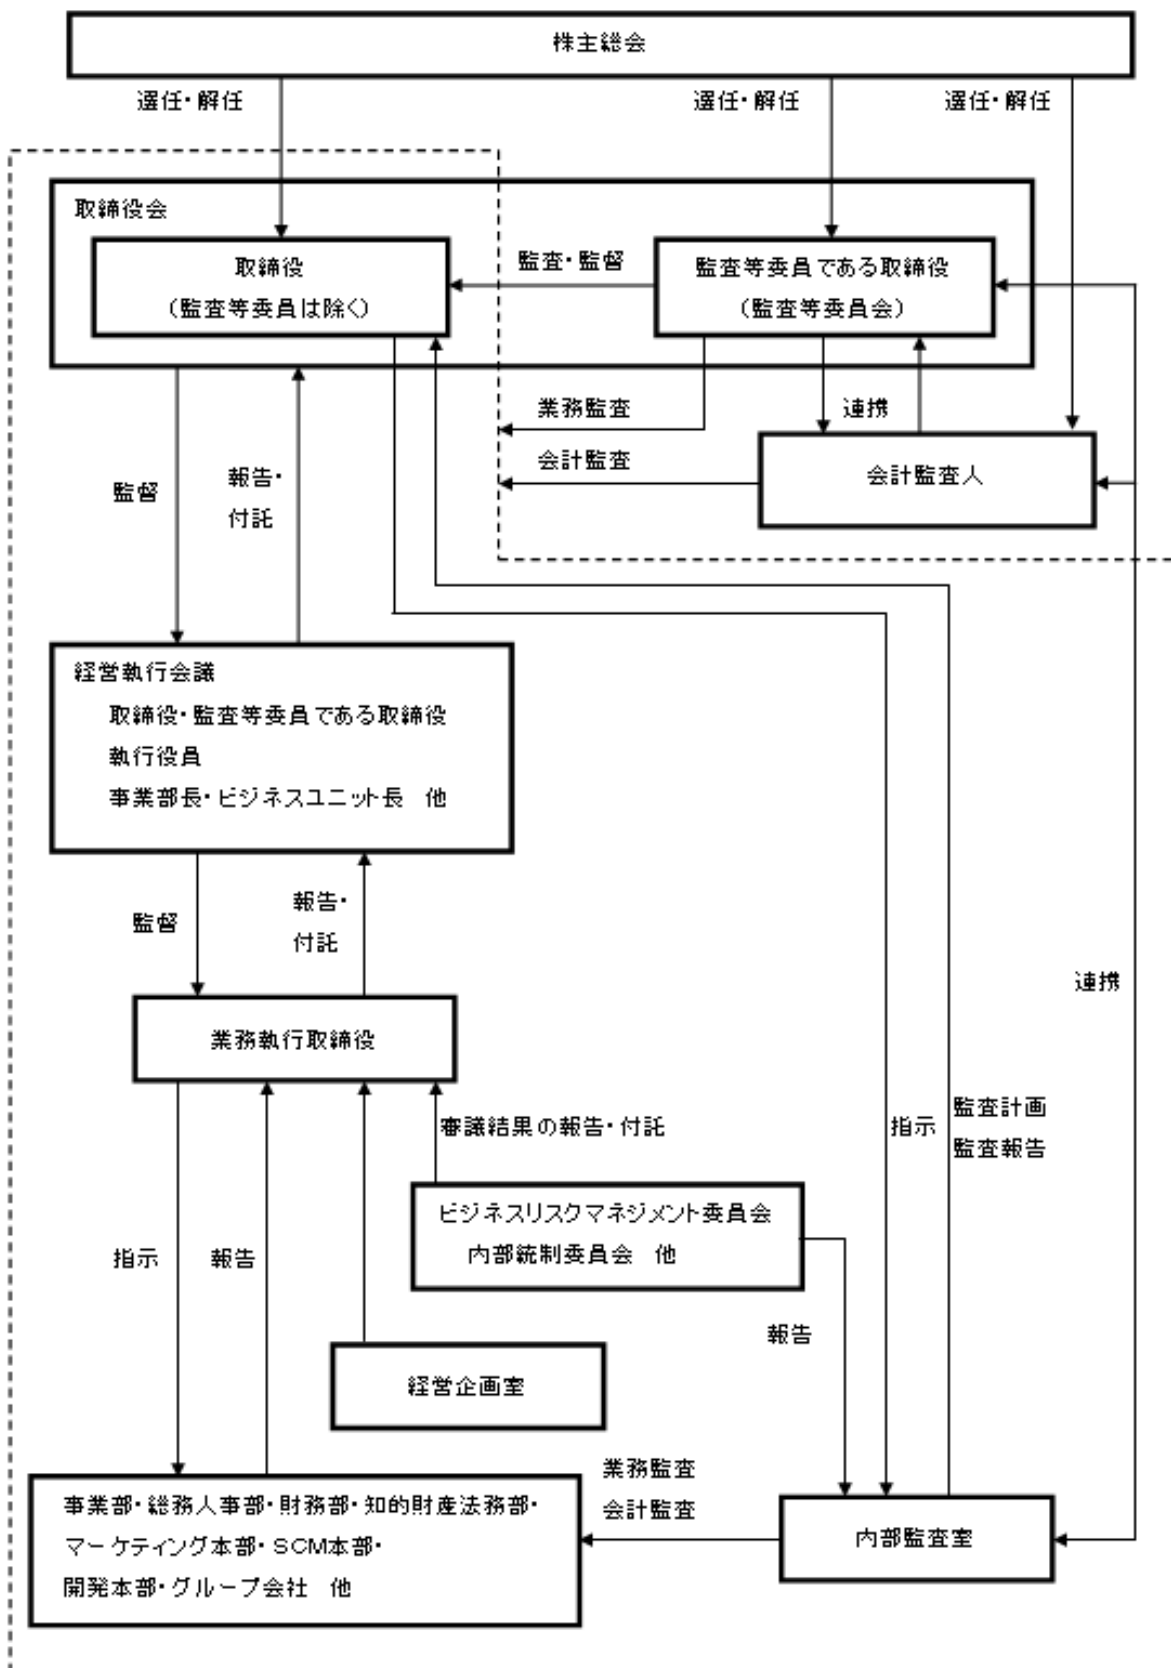 株主総会
選任・解任
選任・解任
選任・解任
取締役会
取締役
（監査等委員は除く）
監査・監督
監査等委員である取締役
（監査等委員会）
業務監査
連携
会計監査
会計監査人
監督
報告・
付託
経営執行会議
取締役・監査等委員である取締役
執行役員
事業部長・ビジネスユニット長　他
監督
報告・
付託
連携
業務執行取締役
審議結果の報告・付託
指示
監査計画
監査報告
ビジネスリスクマネジメント委員会
内部統制委員会　他
指示
報告
報告
経営企画室
業務監査
会計監査
事業部・総務人事部・財務部・知的財産法務部・
マーケティング本部・SCM本部・
開発本部・グループ会社　他
内部監査室